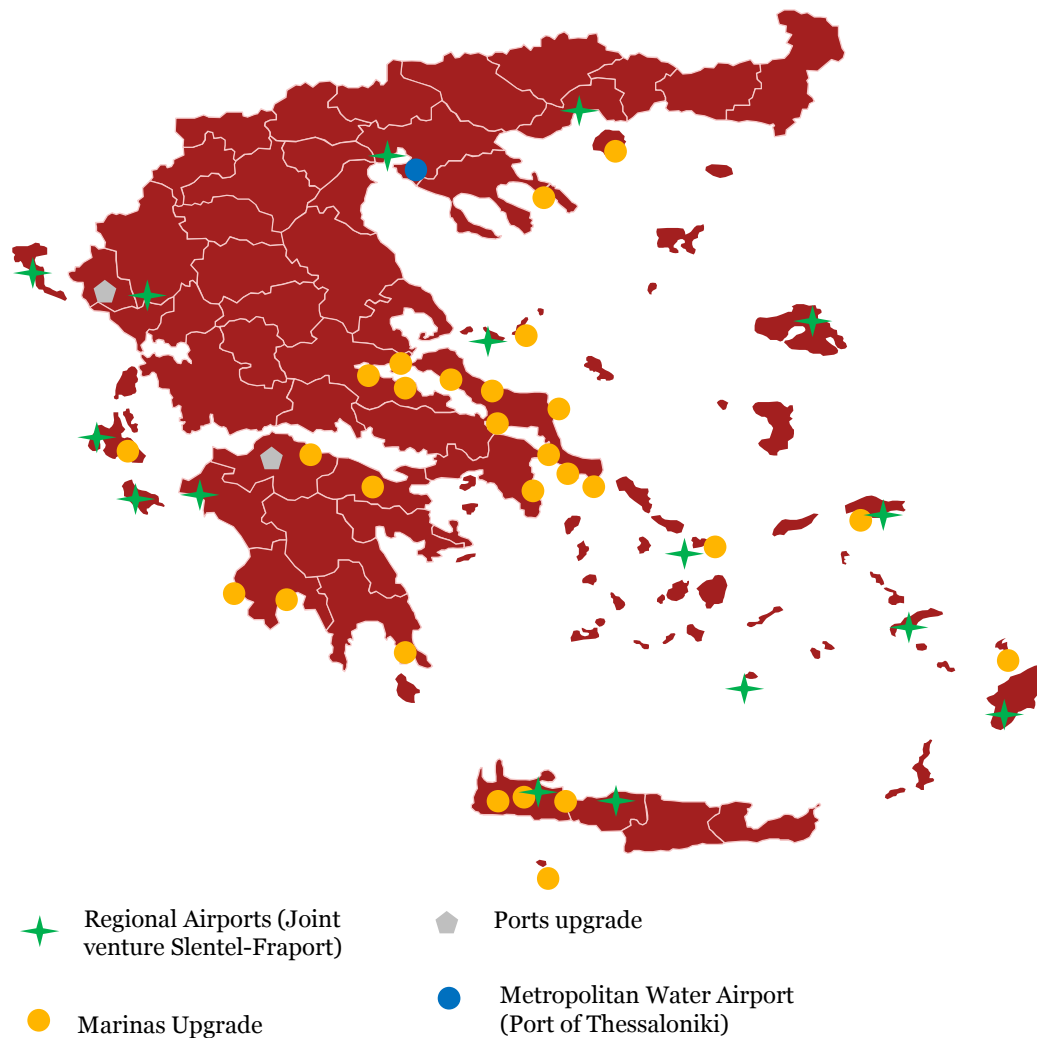 Regional Airports (Joint
venture Slentel-Fraport)
Ports upgrade
Marinas Upgrade
Metropolitan Water Airport
(Port of Thessaloniki)